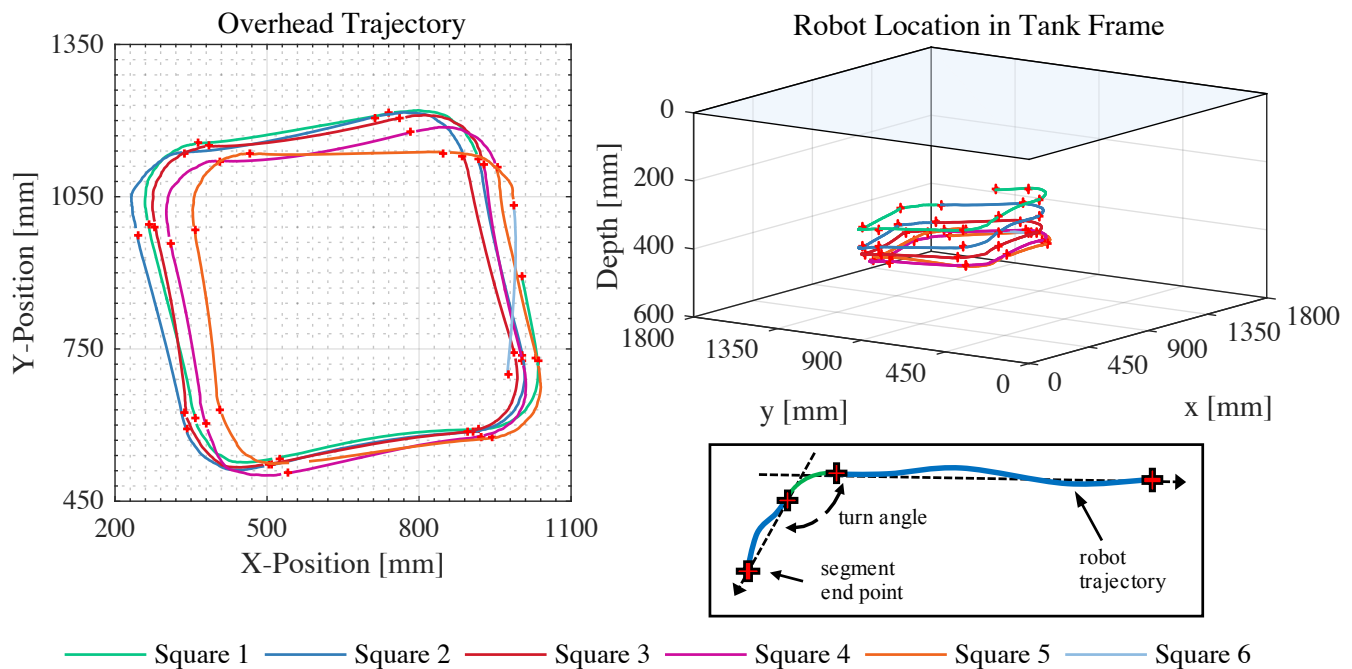 Overhead Trajectory
1350
1050
750
450
200
500
800
1100
Y-Position [mm]
X-Position [mm]
Robot Location in Tank Frame
0
200
400
600
Depth [mm]
1800
1350
900
450
0
y [mm]
0
450
900
1350
1800
x [mm]
turn angle
segment
end point
robot
trajectory
Square 1
Square 2
Square 3
Square 4
Square 5
Square 6